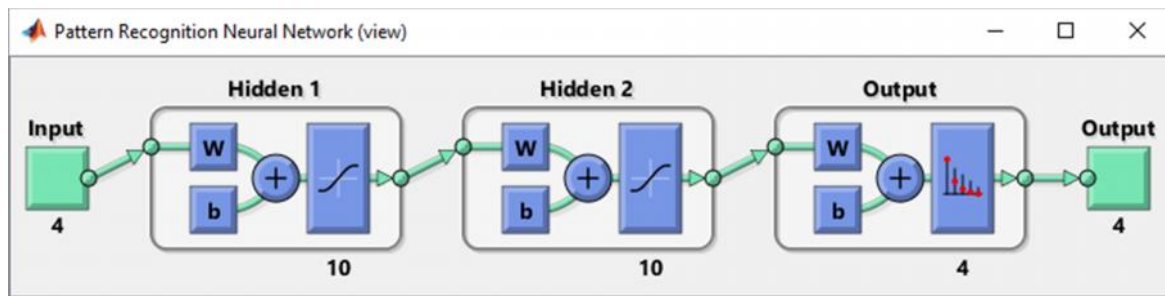 Pattern Recognition Neural Network (view)
Hidden 1
Hidden 2
Output
Input
Output
W
W
W
+
+
+
b
b
b
4
4
10
10
4